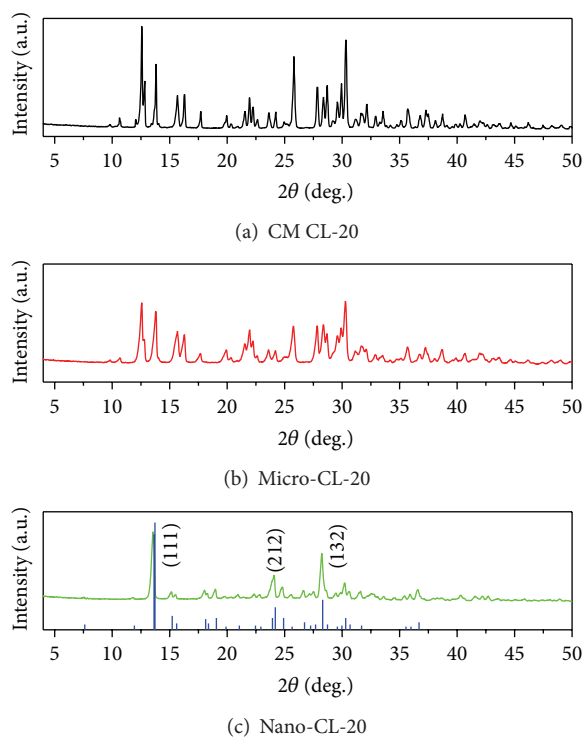 Intensity (a.u.)
5 10 15 20 25 30 35 40 45 50
2θ (deg.)
(a) CM CL-20
Intensity (a.u.)
5 10 15 20 25 30 35 40 45 50
2θ (deg.)
(b) Micro-CL-20
Intensity (a.u.)
(111)
(212)
(132)
5 10 15 20 25 30 35 40 45 50
2θ (deg.)
(c) Nano-CL-20